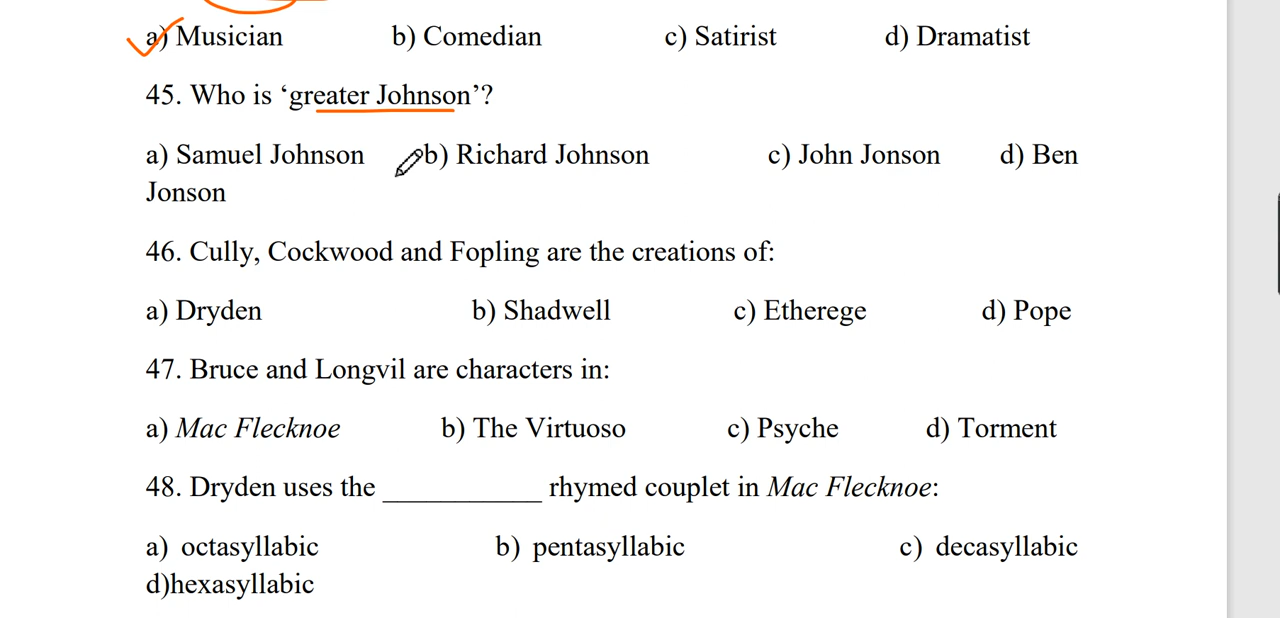 a) Musician b) Comedian c) Satirist d) Dramatist
45. Who is ‘greater Johnson’?
a) Samuel Johnson b) Richard Johnson c) John Jonson d) Ben
Jonson
46. Cully, Cockwood and Fopling are the creations of:
a) Dryden b) Shadwell c) Etherege d) Pope
47. Bruce and Longvil are characters in:
a) Mac Flecknoe b) The Virtuoso c) Psyche d) Torment
48. Dryden uses the ___________ rhymed couplet in Mac Flecknoe:
a) octasyllabic b) pentasyllabic c) decasyllabic
d)hexasyllabic